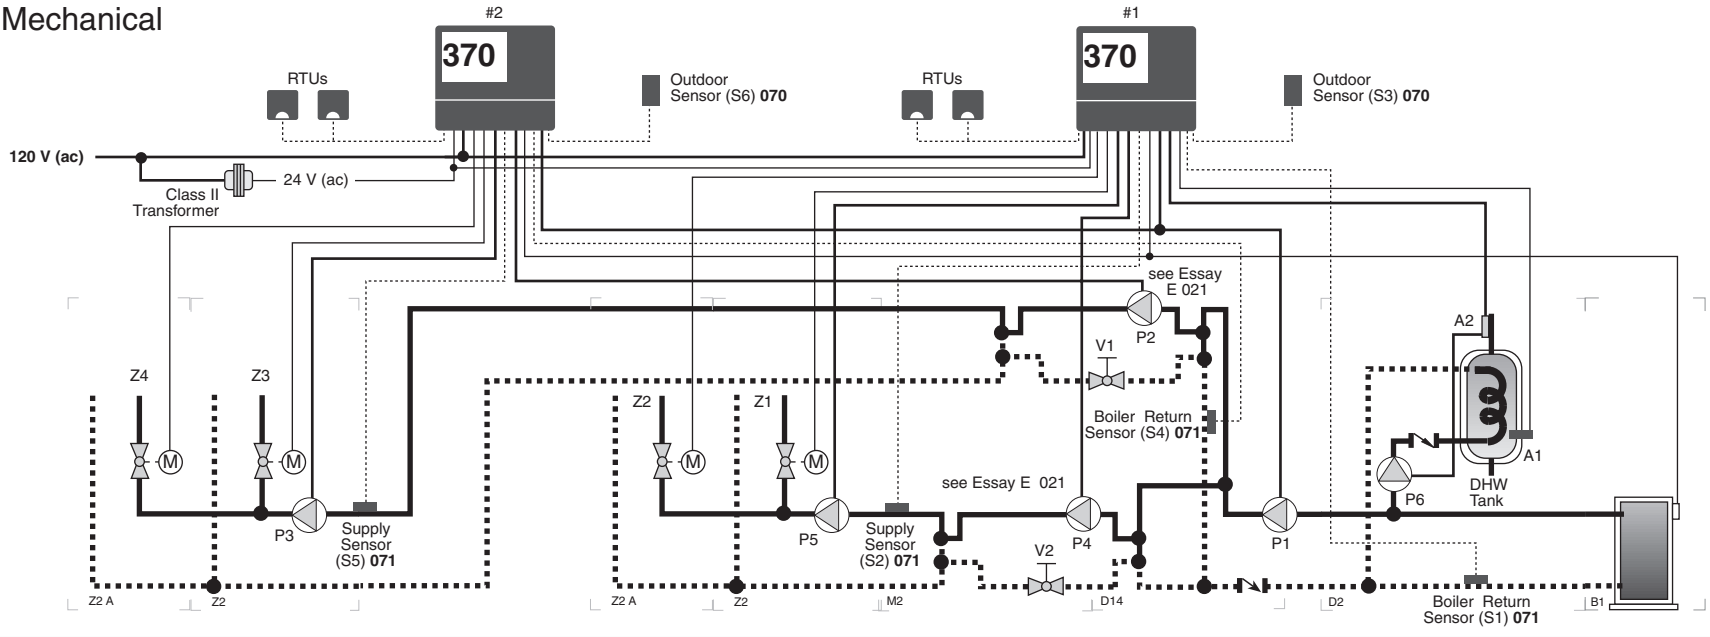 Mechanical
#2
#1
370
370
RTUs
Outdoor
Sensor (S6) 070
RTUs
Outdoor
Sensor (S3) 070
120 V (ac)
24 V (ac)
Class II
Transformer
see Essay
E 021
P2
A2
V1
Z4
Z3
Z2
Z1
Boiler Return
Sensor (S4) 071
M
M
M
M
A1
see Essay E 021
P6
DHW
Tank
P3
Supply
Sensor
(S5) 071
P5
Supply
Sensor
(S2) 071
P4
P1
V2
Z2 A
Z2
Z2 A
Z2
M2
D14
D2
Boiler Return
Sensor (S1) 071
B1